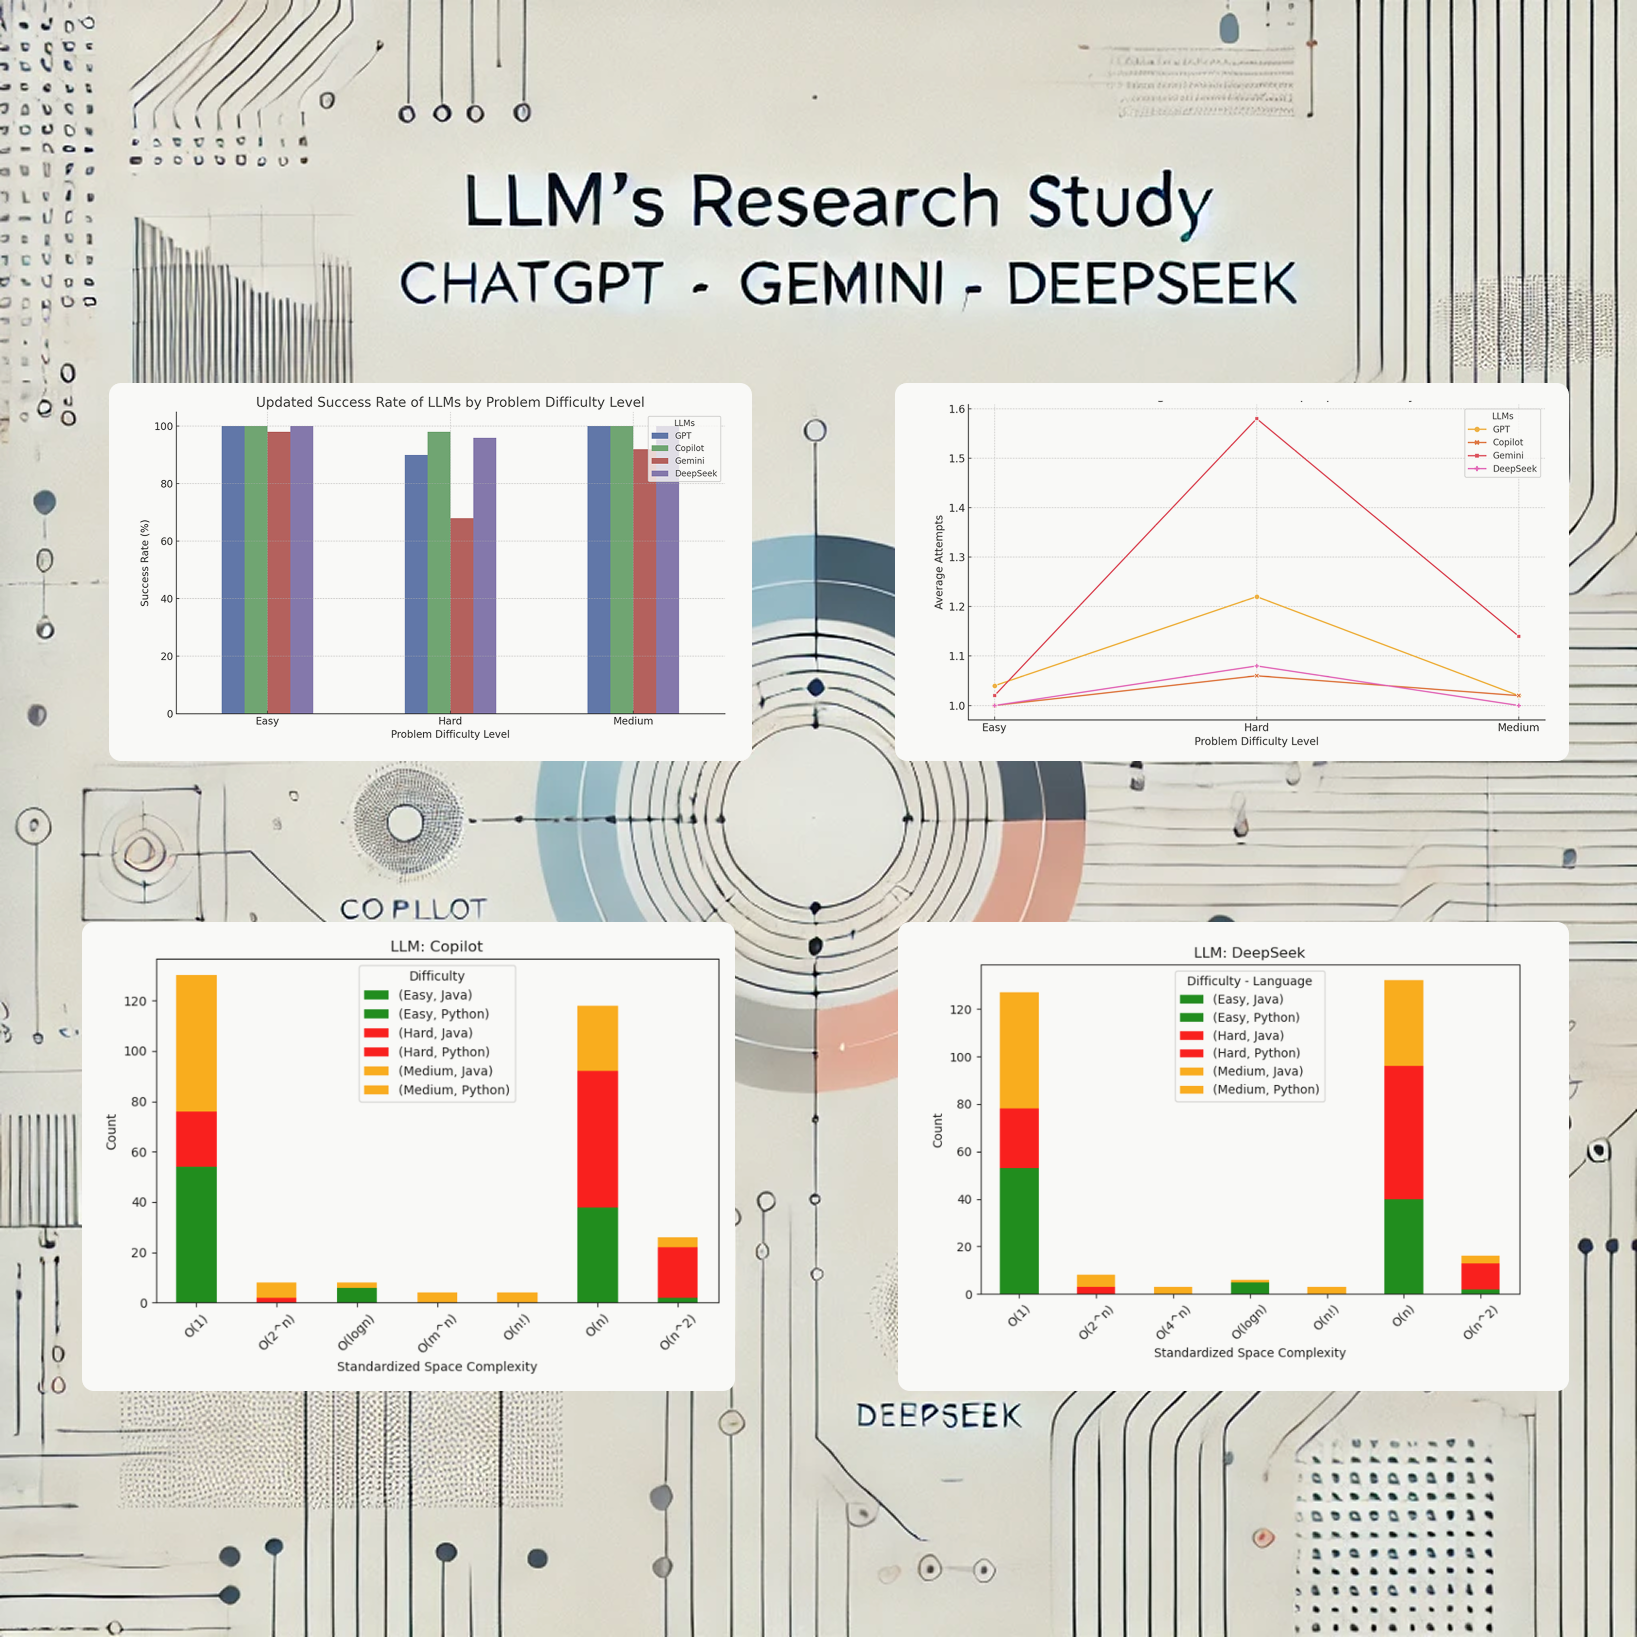 LLM's Research Study
CHATGPT - GEMINI - DEEPSEEK
Updated Success Rate of LLMs by Problem Difficulty Level
LLMs
GPT
Copilot
Gemini
DeepSeek
100
80
60
40
20
0
Success Rate (%)
Easy
Hard
Medium
Problem Difficulty Level
1.6
1.5
1.4
1.3
1.2
1.1
1.0
Average Attempts
LLMs
GPT
Copilot
Gemini
DeepSeek
Easy
Hard
Medium
Problem Difficulty Level
COPLLOT
LLM: Copilot
Difficulty
(Easy, Java)
(Easy, Python)
(Hard, Java)
(Hard, Python)
(Medium, Java)
(Medium, Python)
120
100
80
60
40
20
0
Count
O(1)
O(2^n)
O(logn)
O(m^n)
O(n!)
O(n)
O(n^2)
Standardized Space Complexity
LLM: DeepSeek
Difficulty - Language
(Easy, Java)
(Easy, Python)
(Hard, Java)
(Hard, Python)
(Medium, Java)
(Medium, Python)
120
100
80
60
40
20
0
Count
O(1)
O(2^n)
O(4^n)
O(logn)
O(n!)
O(n)
O(n^2)
Standardized Space Complexity
DEEPSEEK